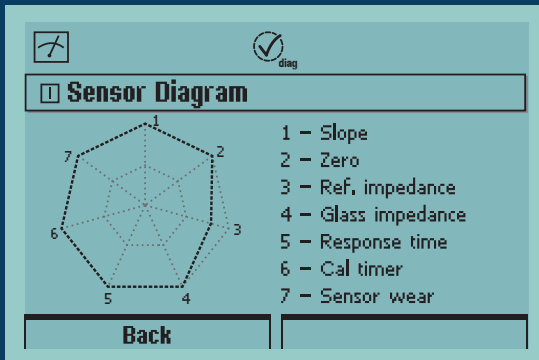 diag
I Sensor Diagram
1
2
3
4
5
6
7
1 – Slope
2 – Zero
3 – Ref. impedance
4 – Glass impedance
5 – Response time
6 – Cal timer
7 – Sensor wear
Back